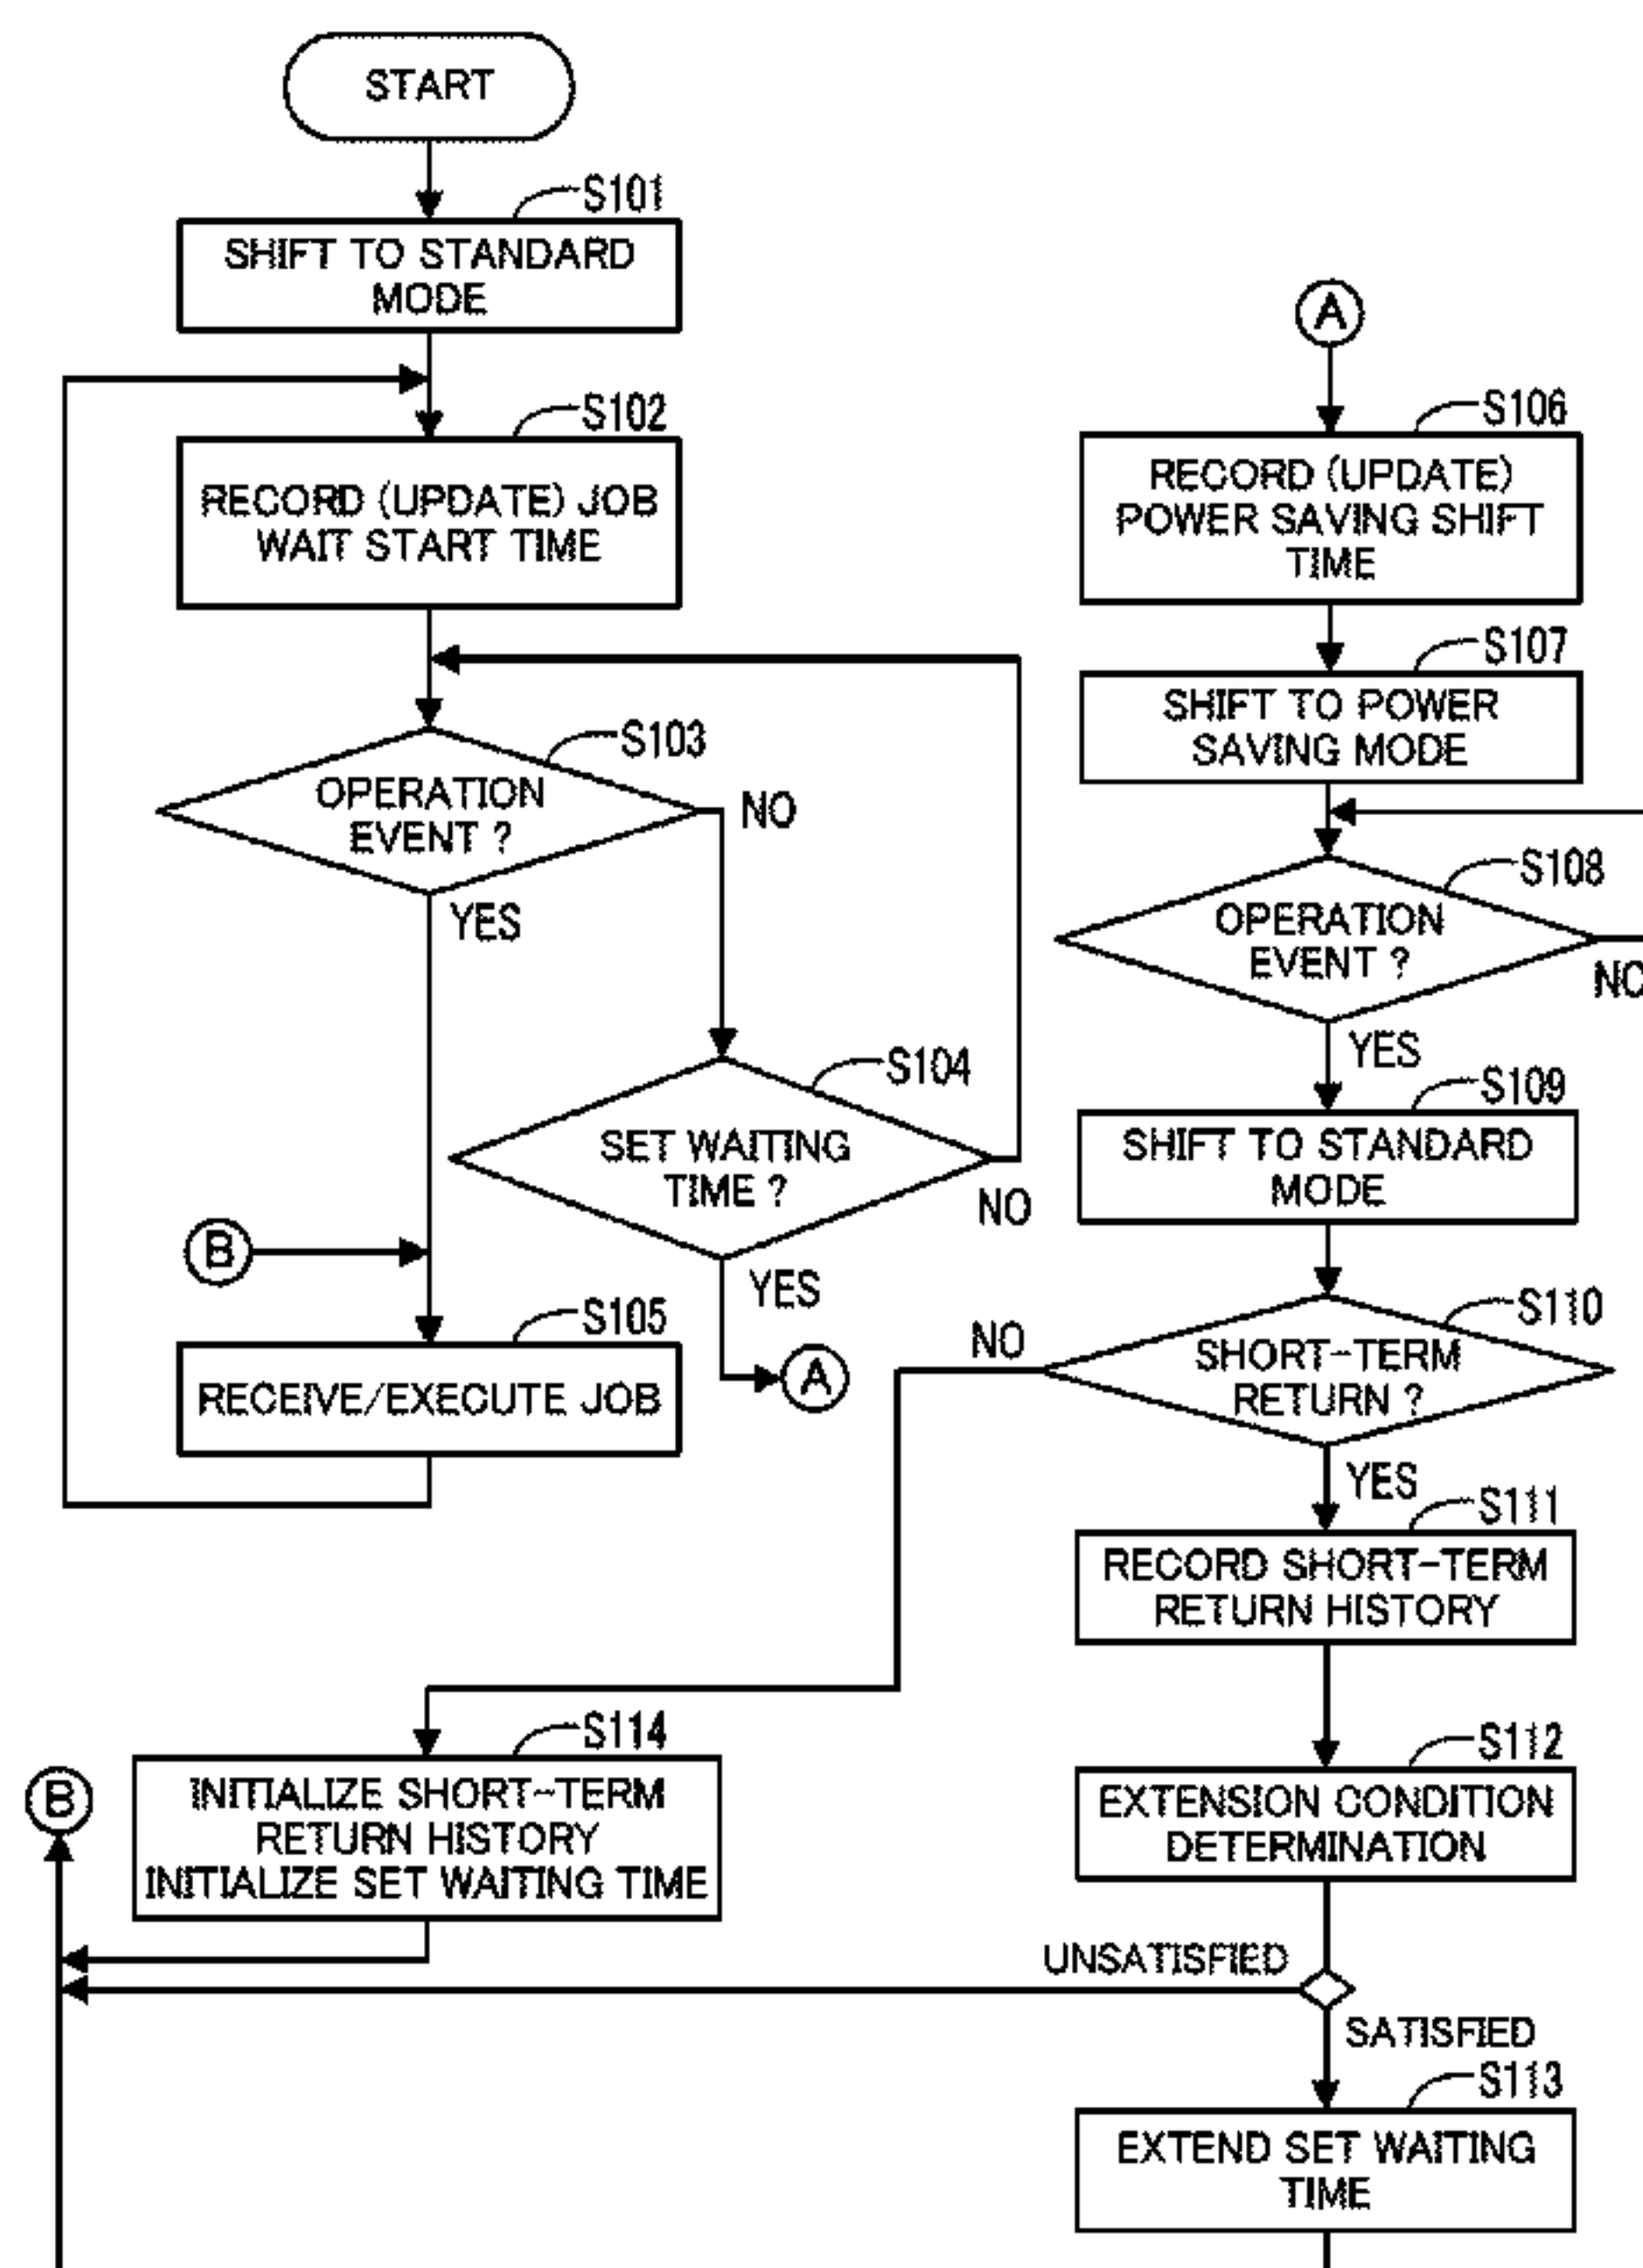 START
S101
SHIFT TO STANDARD
MODE
S102
RECORD (UPDATE) JOB
WAIT START TIME
S103
OPERATION
EVENT ?
NO
YES
S104
SET WAITING
TIME ?
NO
YES
B
A
S105
RECEIVE/EXECUTE JOB
A
S106
RECORD (UPDATE)
POWER SAVING SHIFT
TIME
S107
SHIFT TO POWER
SAVING MODE
S108
OPERATION
EVENT ?
NO
YES
S109
SHIFT TO STANDARD
MODE
S110
SHORT-TERM
RETURN ?
NO
YES
S111
RECORD SHORT-TERM
RETURN HISTORY
S112
EXTENSION CONDITION
DETERMINATION
UNSATISFIED
SATISFIED
S113
EXTEND SET WAITING
TIME
S114
INITIALIZE SHORT-TERM
RETURN HISTORY
INITIALIZE SET WAITING TIME
B